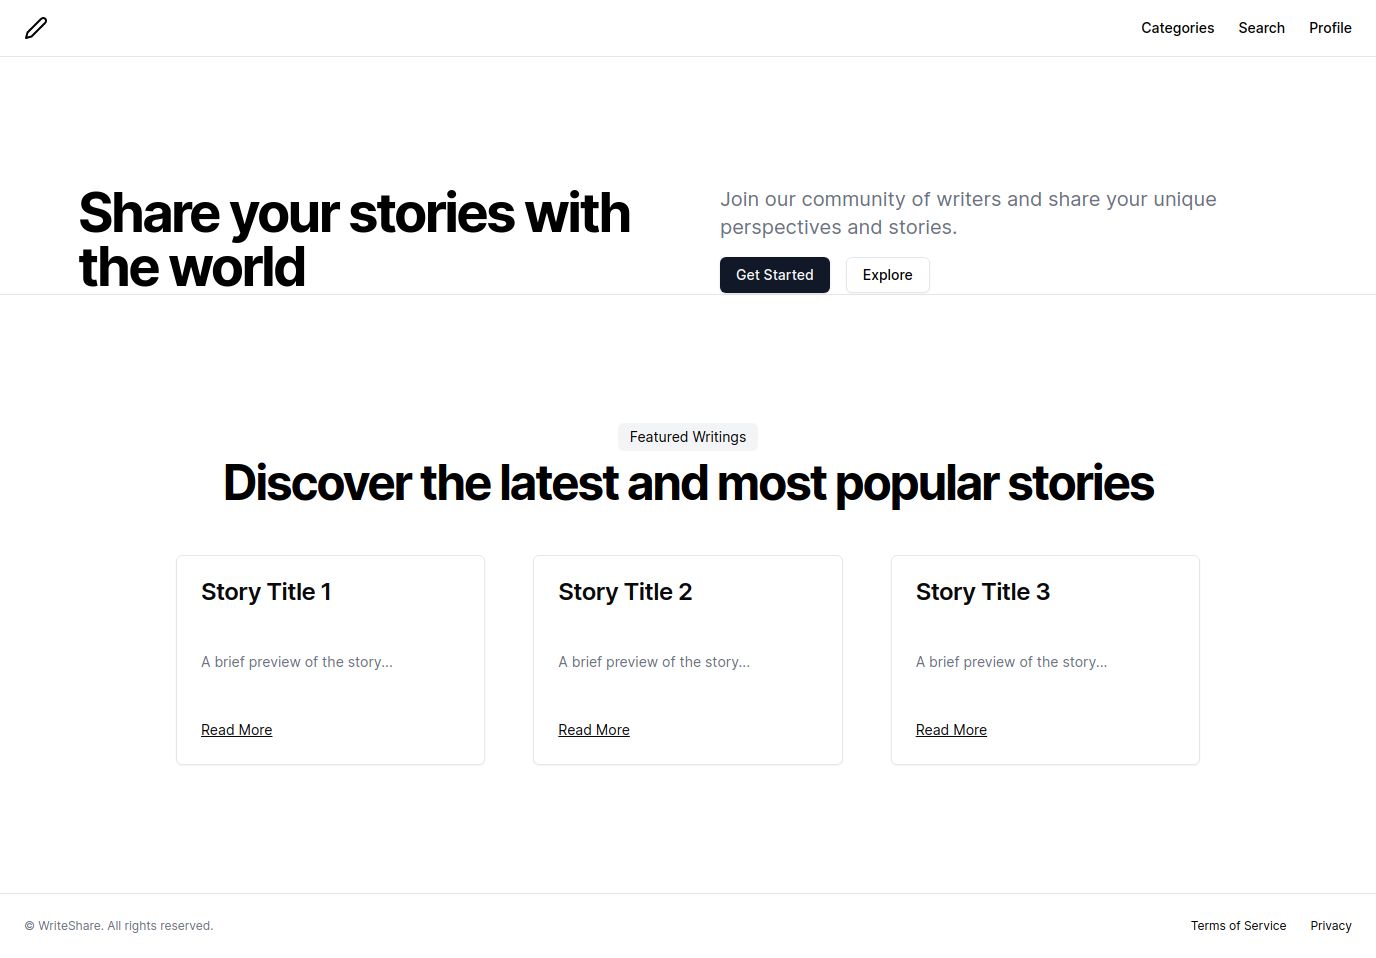 Categories Search Profile
Share your stories with
the world
Join our community of writers and share your unique
perspectives and stories.
Get Started Explore
Featured Writings
Discover the latest and most popular stories
Story Title 1
A brief preview of the story...
Read More
Story Title 2
A brief preview of the story...
Read More
Story Title 3
A brief preview of the story...
Read More
© WriteShare. All rights reserved.
Terms of Service Privacy